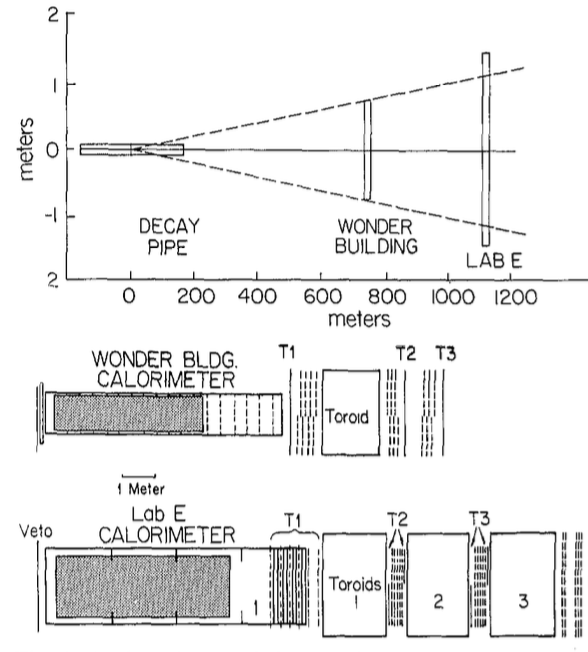 2
1
0
-1
2
meters
DECAY
PIPE
WONDER
BUILDING
LAB E
0 200 400 600 800 1000 1200
meters
WONDER BLDG.
CALORIMETER
T1 T2 T3
Toroid
1 Meter
Lab E
CALORIMETER
Veto
T1 T2 T3
1 Toroids
1 2 3